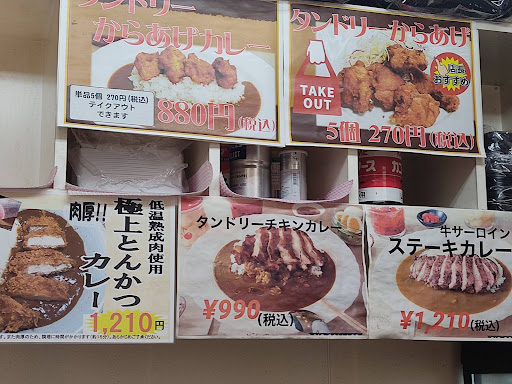 タンドリー
からあげカレー
単品5個 270円(税込)
テイクアウト
できます
880円(税込)
タンドリーからあげ
TAKE
OUT
おすすめ
5個 270円(税込)
肉厚!!
低温熟成肉使用
極上とんかつ
カレー
1,210円
タンドリーチキンカレー
¥990(税込)
牛サーロイン
ステーキカレー
¥1,210(税込)